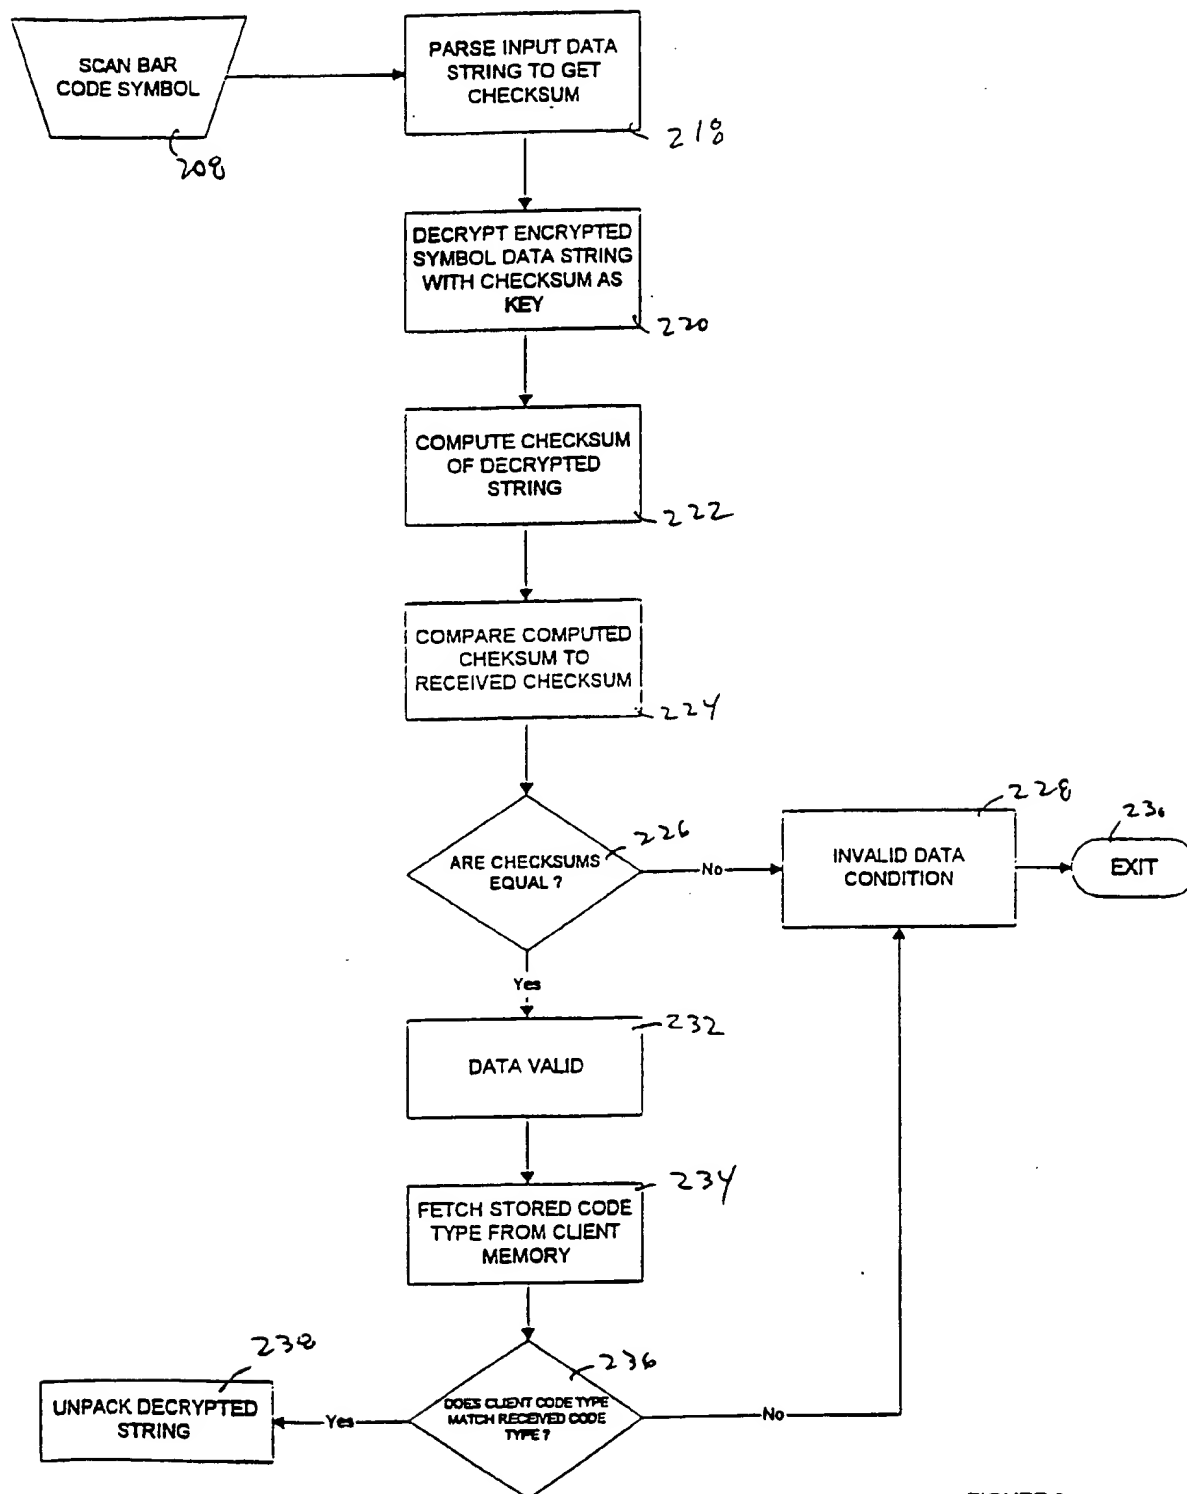 SCAN BAR
CODE SYMBOL
208
PARSE INPUT DATA
STRING TO GET
CHECKSUM
218
DECRYPT ENCRYPTED
SYMBOL DATA STRING
WITH CHECKSUM AS
KEY
220
COMPUTE CHECKSUM
OF DECRYPTED
STRING
222
COMPARE COMPUTED
CHEKSUM TO
RECEIVED CHECKSUM
224
ARE CHECKSUMS
EQUAL ?
226
No
INVALID DATA
CONDITION
228
EXIT
230
Yes
DATA VALID
232
FETCH STORED CODE
TYPE FROM CLIENT
MEMORY
234
DOES CLIENT CODE TYPE
MATCH RECEIVED CODE
TYPE ?
236
No
Yes
UNPACK DECRYPTED
STRING
238